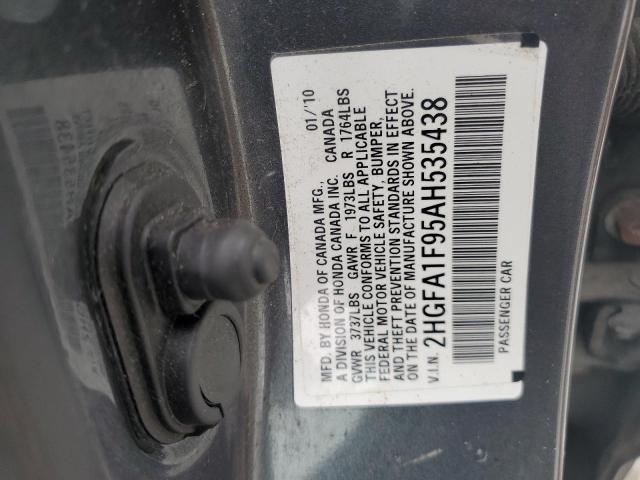 MFD. BY HONDA OF CANADA MFG., 01/'10
A DIVISION OF HONDA CANADA INC. CANADA
GVWR 3737LBS GAWR F 1973LBS R 1764LBS
THIS VEHICLE CONFORMS TO ALL APPLICABLE
FEDERAL MOTOR VEHICLE SAFETY, BUMPER,
AND THEFT PREVENTION STANDARDS IN EFFECT
ON THE DATE OF MANUFACTURE SHOWN ABOVE.
V.I.N. 2HGFA1F95AH535438
PASSENGER CAR